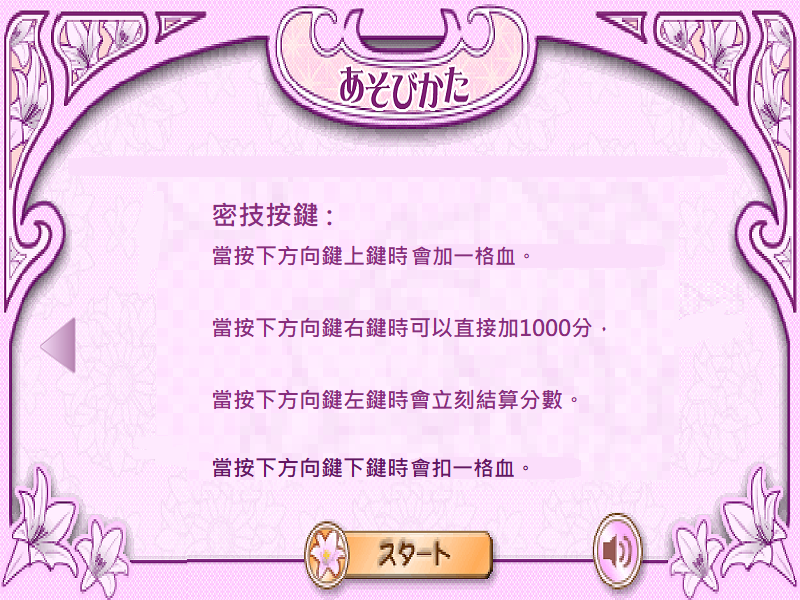 あそびかた
密技按鍵:
當按下方向鍵上鍵時會加一格血。
當按下方向鍵右鍵時可以直接加1000分，
當按下方向鍵左鍵時會立刻結算分數。
當按下方向鍵下鍵時會扣一格血。
スタート